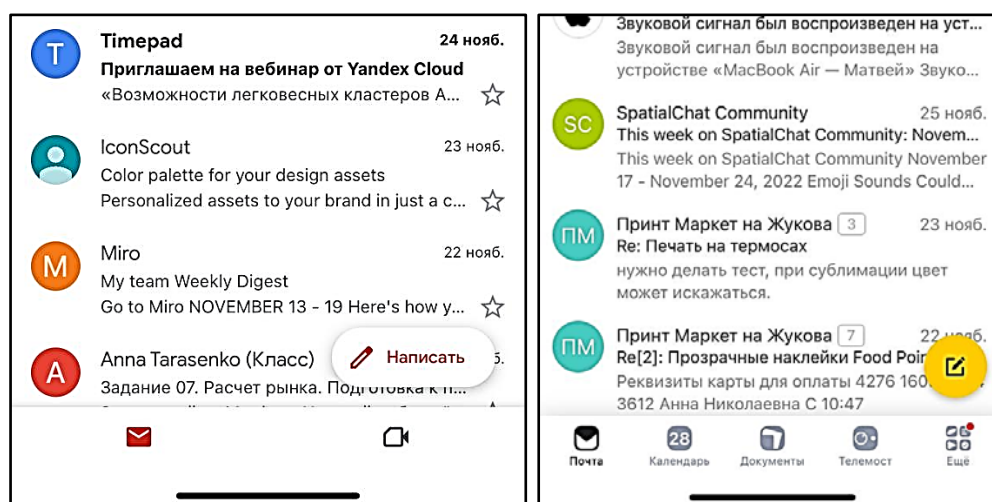 T
Timepad
24 нояб.
Приглашаем на вебинар от Yandex Cloud
«Возможности легковесных кластеров A...
IconScout
23 нояб.
Color palette for your design assets
Personalized assets to your brand in just a c...
M
Miro
22 нояб.
My team Weekly Digest
Go to Miro NOVEMBER 13 - 19 Here's how y...
A
Anna Tarasenko (Класс)
Задание 07. Расчет рынка. Подготовка к п...
Написать
Звуковой сигнал был воспроизведен на уст...
Звуковой сигнал был воспроизведен на
устройстве «MacBook Air — Матвей» Звуко...
SC
SpatialChat Community
25 нояб.
This week on SpatialChat Community: Novem...
This week on SpatialChat Community November
17 - November 24, 2022 Emoji Sounds Could...
ПМ
Принт Маркет на Жукова 3
23 нояб.
Re: Печать на термосах
нужно делать тест, при сублимации цвет
может искажаться.
ПМ
Принт Маркет на Жукова 7
22 нояб.
Re[2]: Прозрачные наклейки Food
Реквизиты карты для оплаты 4276
3612 Анна Николаевна С 10:47
Почта
28
Календарь
Документы
Телемост
Ещё